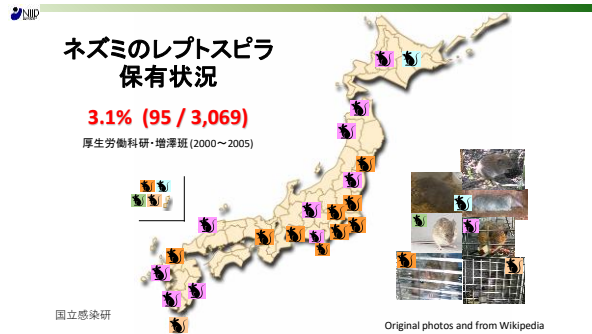 NIID
ネズミのレプトスピラ
保有状況
3.1% (95 / 3,069)
厚生労働科研・増澤班 (2000～2005)
国立感染研
Original photos and from Wikipedia